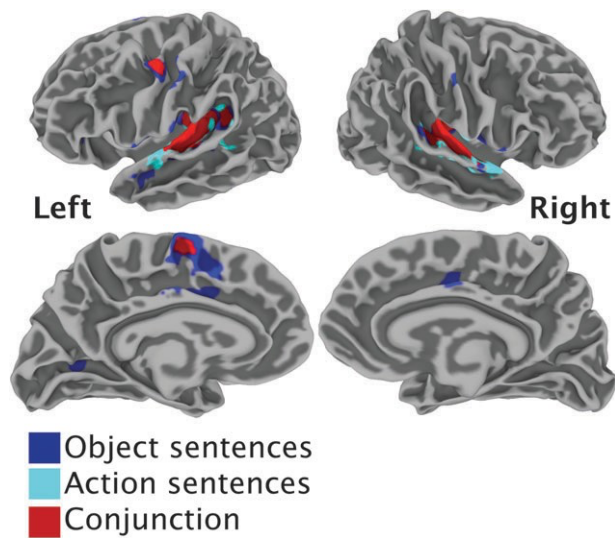 Left
Right
Object sentences
Action sentences
Conjunction